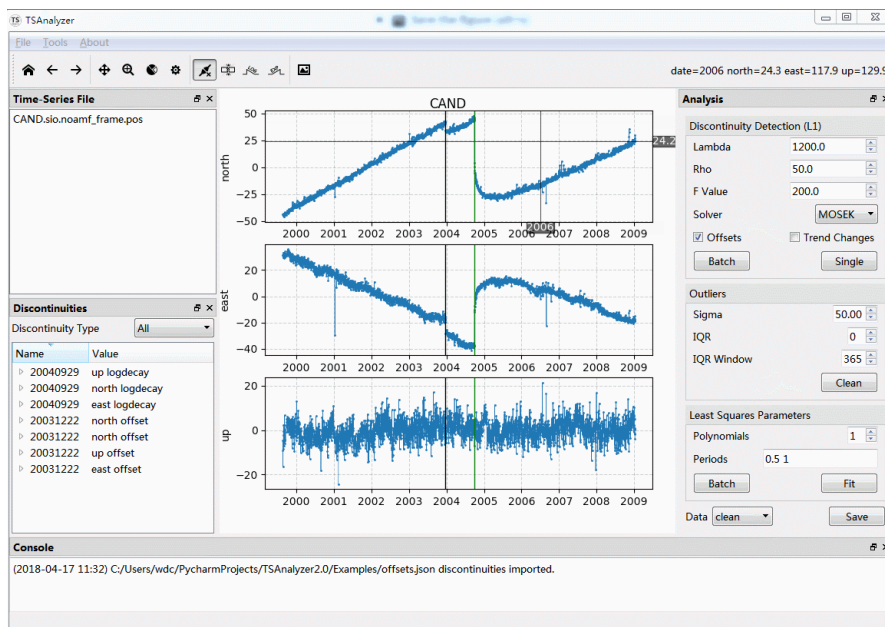 TS TSAnalyzer
File Tools About
date=2006 north=24.3 east=117.9 up=129.9
Time-Series File
CAND.sio.noamf_frame.pos
Discontinuities
Discontinuity Type All
Name Value
20040929 up logdecay
20040929 north logdecay
20040929 east logdecay
20031222 north offset
20031222 north offset
20031222 up offset
20031222 east offset
CAND
north
50
25
0
−25
−50
24.2
2000 2001 2002 2003 2004 2005 2006 2007 2008 2009
2006
east
20
0
−20
−40
2000 2001 2002 2003 2004 2005 2006 2007 2008 2009
up
20
0
−20
2000 2001 2002 2003 2004 2005 2006 2007 2008 2009
Analysis
Discontinuity Detection (L1)
Lambda 1200.0
Rho 50.0
F Value 200.0
Solver MOSEK
Offsets Trend Changes
Batch Single
Outliers
Sigma 50.00
IQR 0
IQR Window 365
Clean
Least Squares Parameters
Polynomials 1
Periods 0.5 1
Batch Fit
Data clean Save
Console
(2018-04-17 11:32) C:/Users/wdc/PycharmProjects/TSAnalyzer2.0/Examples/offsets.json discontinuities imported.